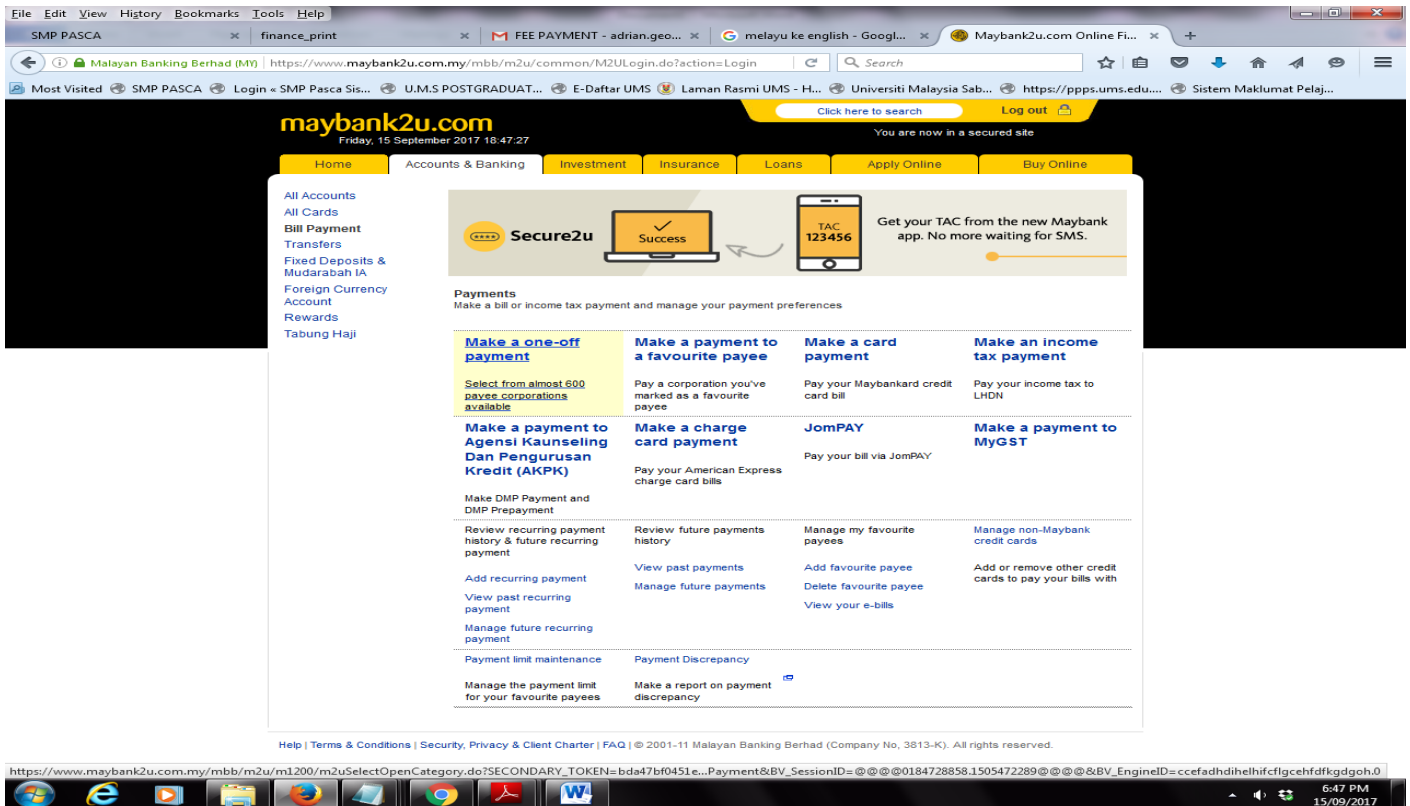 File Edit View History Bookmarks Tools Help
SMP PASCA × finance_print × FEE PAYMENT - adrian.geo... × melayu ke english - Googl... × Maybank2u.com Online Fi... × +
Malayan Banking Berhad (MY) https://www.maybank2u.com.my/mbb/m2u/common/M2ULogin.do?action=Login Search
Most Visited SMP PASCA Login « SMP Pasca Sis... U.M.S POSTGRADUAT... E-Daftar UMS Laman Rasmi UMS - H... Universiti Malaysia Sab... https://ppps.ums.edu.... Sistem Maklumat Pelaj...
Click here to search Log out
maybank2u.com
Friday, 15 September 2017 18:47:27
You are now in a secured site
Home Accounts & Banking Investment Insurance Loans Apply Online Buy Online
All Accounts
All Cards
Bill Payment
Transfers
Fixed Deposits &
Mudarabah IA
Foreign Currency
Account
Rewards
Tabung Haji
Secure2u
Success
TAC
123456
Get your TAC from the new Maybank
app. No more waiting for SMS.
Payments
Make a bill or income tax payment and manage your payment preferences
Make a one-off
payment
Select from almost 600
payee corporations
available
Make a payment to
a favourite payee
Pay a corporation you've
marked as a favourite
payee
Make a card
payment
Pay your Maybankard credit
card bill
Make an income
tax payment
Pay your income tax to
LHDN
Make a payment to
Agensi Kaunseling
Dan Pengurusan
Kredit (AKPK)
Make DMP Payment and
DMP Prepayment
Make a charge
card payment
Pay your American Express
charge card bills
JomPAY
Pay your bill via JomPAY
Make a payment to
MyGST
Review recurring payment
history & future recurring
payment
Add recurring payment
View past recurring
payment
Manage future recurring
payment
Review future payments
history
View past payments
Manage future payments
Manage my favourite
payees
Add favourite payee
Delete favourite payee
View your e-bills
Manage non-Maybank
credit cards
Add or remove other credit
cards to pay your bills with
Payment limit maintenance
Manage the payment limit
for your favourite payees
Payment Discrepancy
Make a report on payment
discrepancy
Help | Terms & Conditions | Security, Privacy & Client Charter | FAQ | © 2001-11 Malayan Banking Berhad (Company No, 3813-K). All rights reserved.
https://www.maybank2u.com.my/mbb/m2u/m1200/m2uSelectOpenCategory.do?SECONDARY_TOKEN=bda47bf0451e...Payment&BV_SessionID=@@@@0184728858.1505472289@@@@&BV_EngineID=ccefadhdihelhifcflgcehfdfkgdgoh.0
6:47 PM
15/09/2017